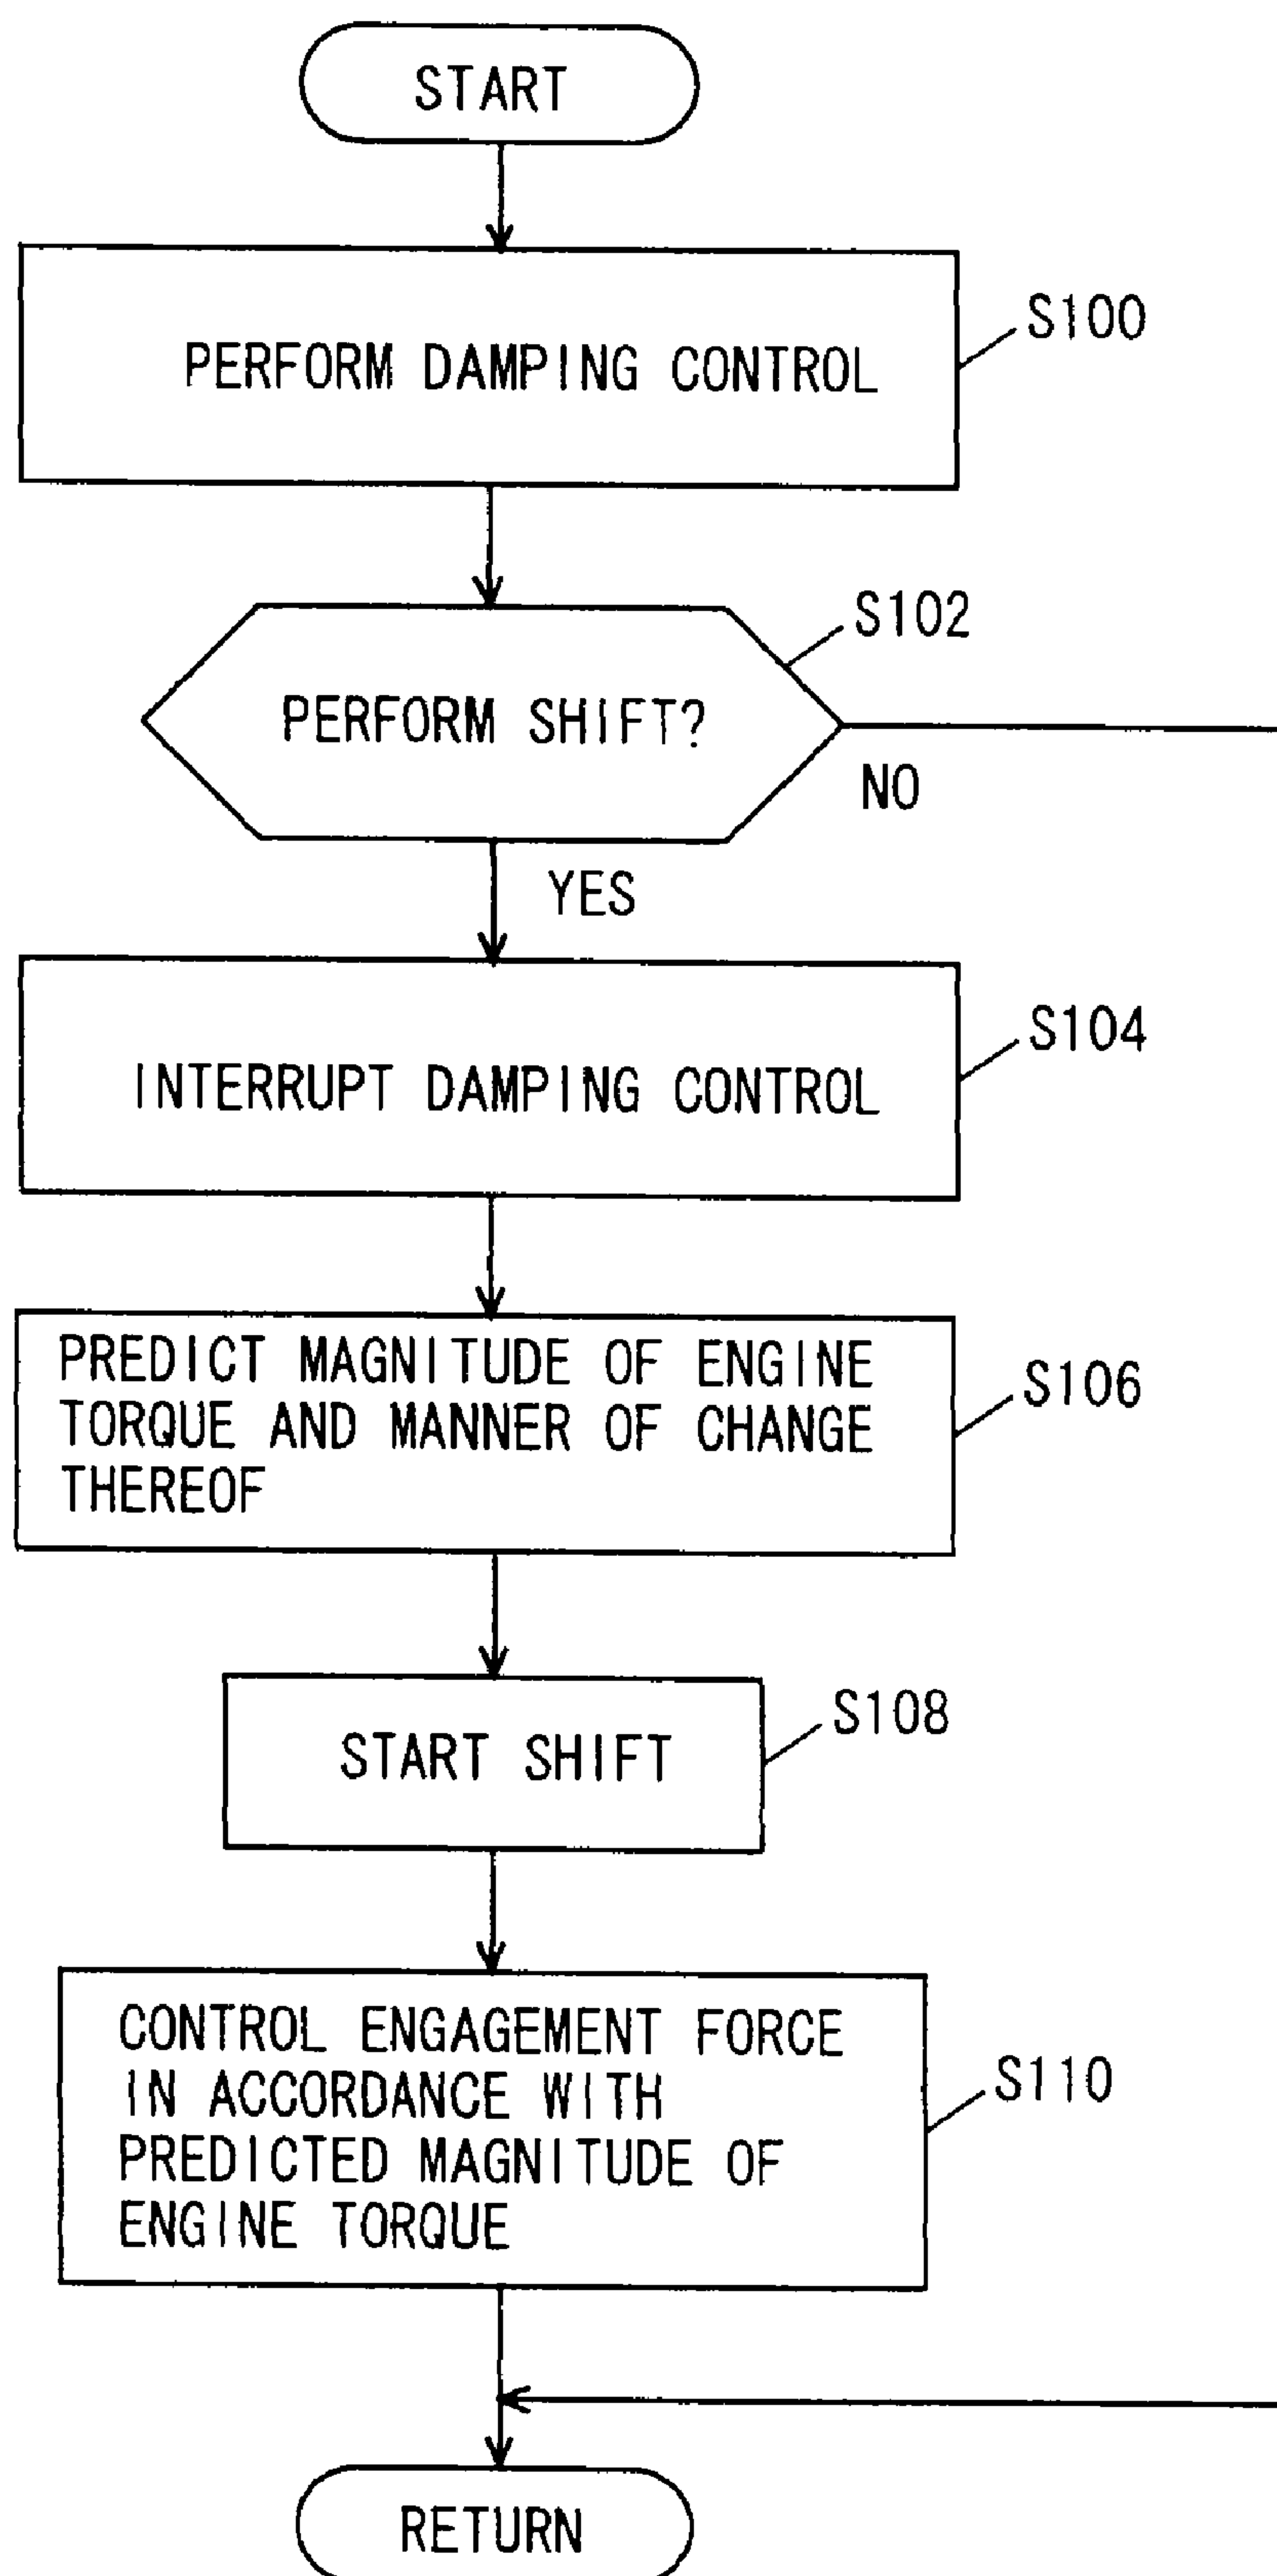 START
PERFORM DAMPING CONTROL
S100
S102
PERFORM SHIFT?
NO
YES
S104
INTERRUPT DAMPING CONTROL
PREDICT MAGNITUDE OF ENGINE
TORQUE AND MANNER OF CHANGE
THEREOF
S106
START SHIFT
S108
CONTROL ENGAGEMENT FORCE
IN ACCORDANCE WITH
PREDICTED MAGNITUDE OF
ENGINE TORQUE
S110
RETURN